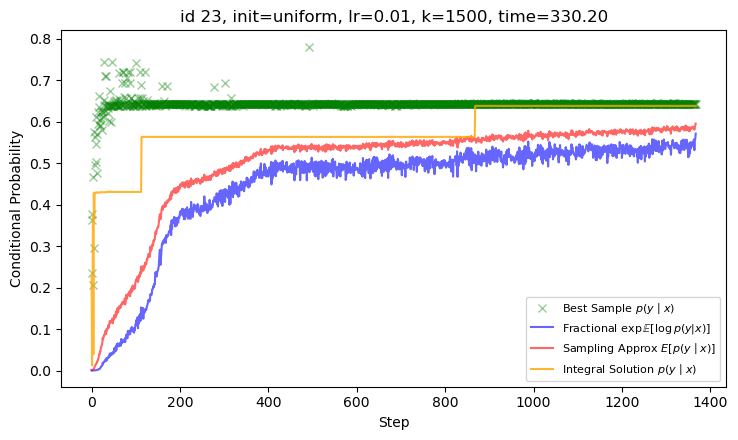 id 23, init=uniform, lr=0.01, k=1500, time=330.20
Conditional Probability
0.8
0.7
0.6
0.5
0.4
0.3
0.2
0.1
0.0
Best Sample p(y | x)
Fractional exp𝔼[log p(y|x)]
Sampling Approx E[p(y | x)]
Integral Solution p(y | x)
0
200
400
600
800
1000
1200
1400
Step